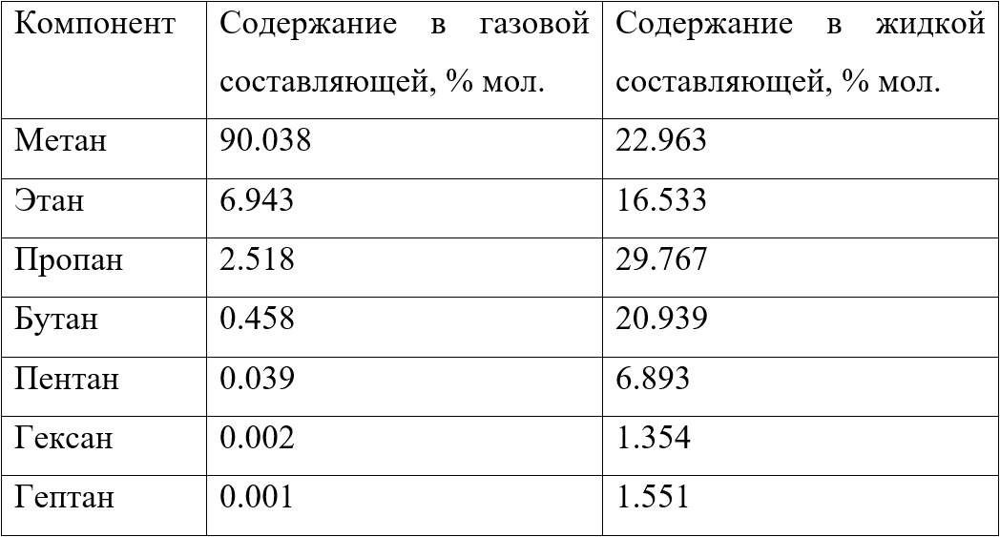 Компонент Содержание в газовой составляющей, % мол. Содержание в жидкой составляющей, % мол.
Метан 90.038 22.963
Этан 6.943 16.533
Пропан 2.518 29.767
Бутан 0.458 20.939
Пентан 0.039 6.893
Гексан 0.002 1.354
Гептан 0.001 1.551